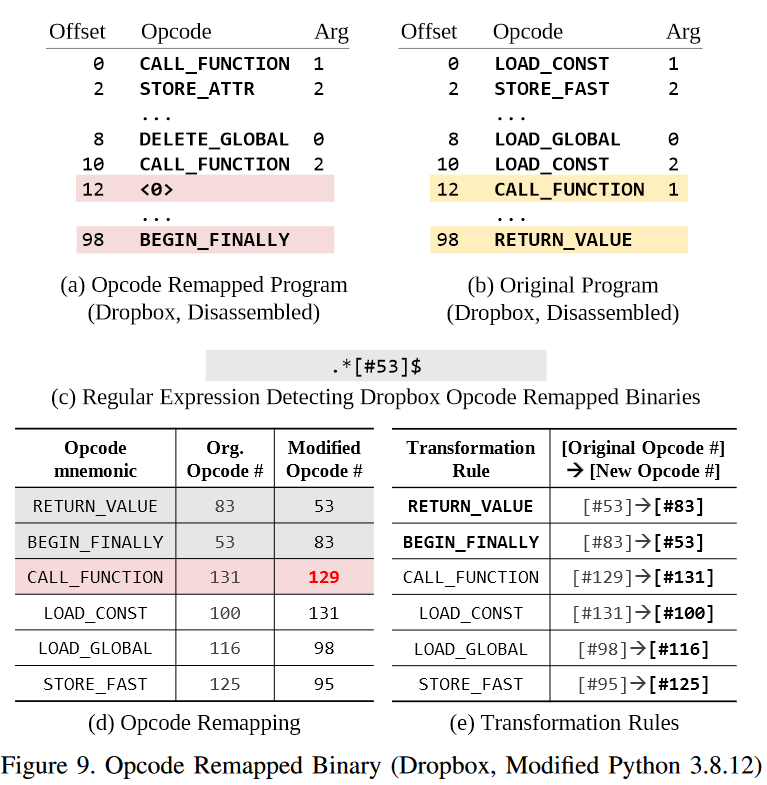 Offset Opcode Arg
0 CALL_FUNCTION 1
2 STORE_ATTR 2
...
8 DELETE_GLOBAL 0
10 CALL_FUNCTION 2
12 <0>
...
98 BEGIN_FINALLY
(a) Opcode Remapped Program
(Dropbox, Disassembled)
Offset Opcode Arg
0 LOAD_CONST 1
2 STORE_FAST 2
...
8 LOAD_GLOBAL 0
10 LOAD_CONST 2
12 CALL_FUNCTION 1
...
98 RETURN_VALUE
(b) Original Program
(Dropbox, Disassembled)
.*[#53]$
(c) Regular Expression Detecting Dropbox Opcode Remapped Binaries
Opcode Org. Modified
mnemonic Opcode # Opcode #
RETURN_VALUE 83 53
BEGIN_FINALLY 53 83
CALL_FUNCTION 131 129
LOAD_CONST 100 131
LOAD_GLOBAL 116 98
STORE_FAST 125 95
(d) Opcode Remapping
Transformation [Original Opcode #]
Rule → [New Opcode #]
RETURN_VALUE [#53]→[#83]
BEGIN_FINALLY [#83]→[#53]
CALL_FUNCTION [#129]→[#131]
LOAD_CONST [#131]→[#100]
LOAD_GLOBAL [#98]→[#116]
STORE_FAST [#95]→[#125]
(e) Transformation Rules
Figure 9. Opcode Remapped Binary (Dropbox, Modified Python 3.8.12)